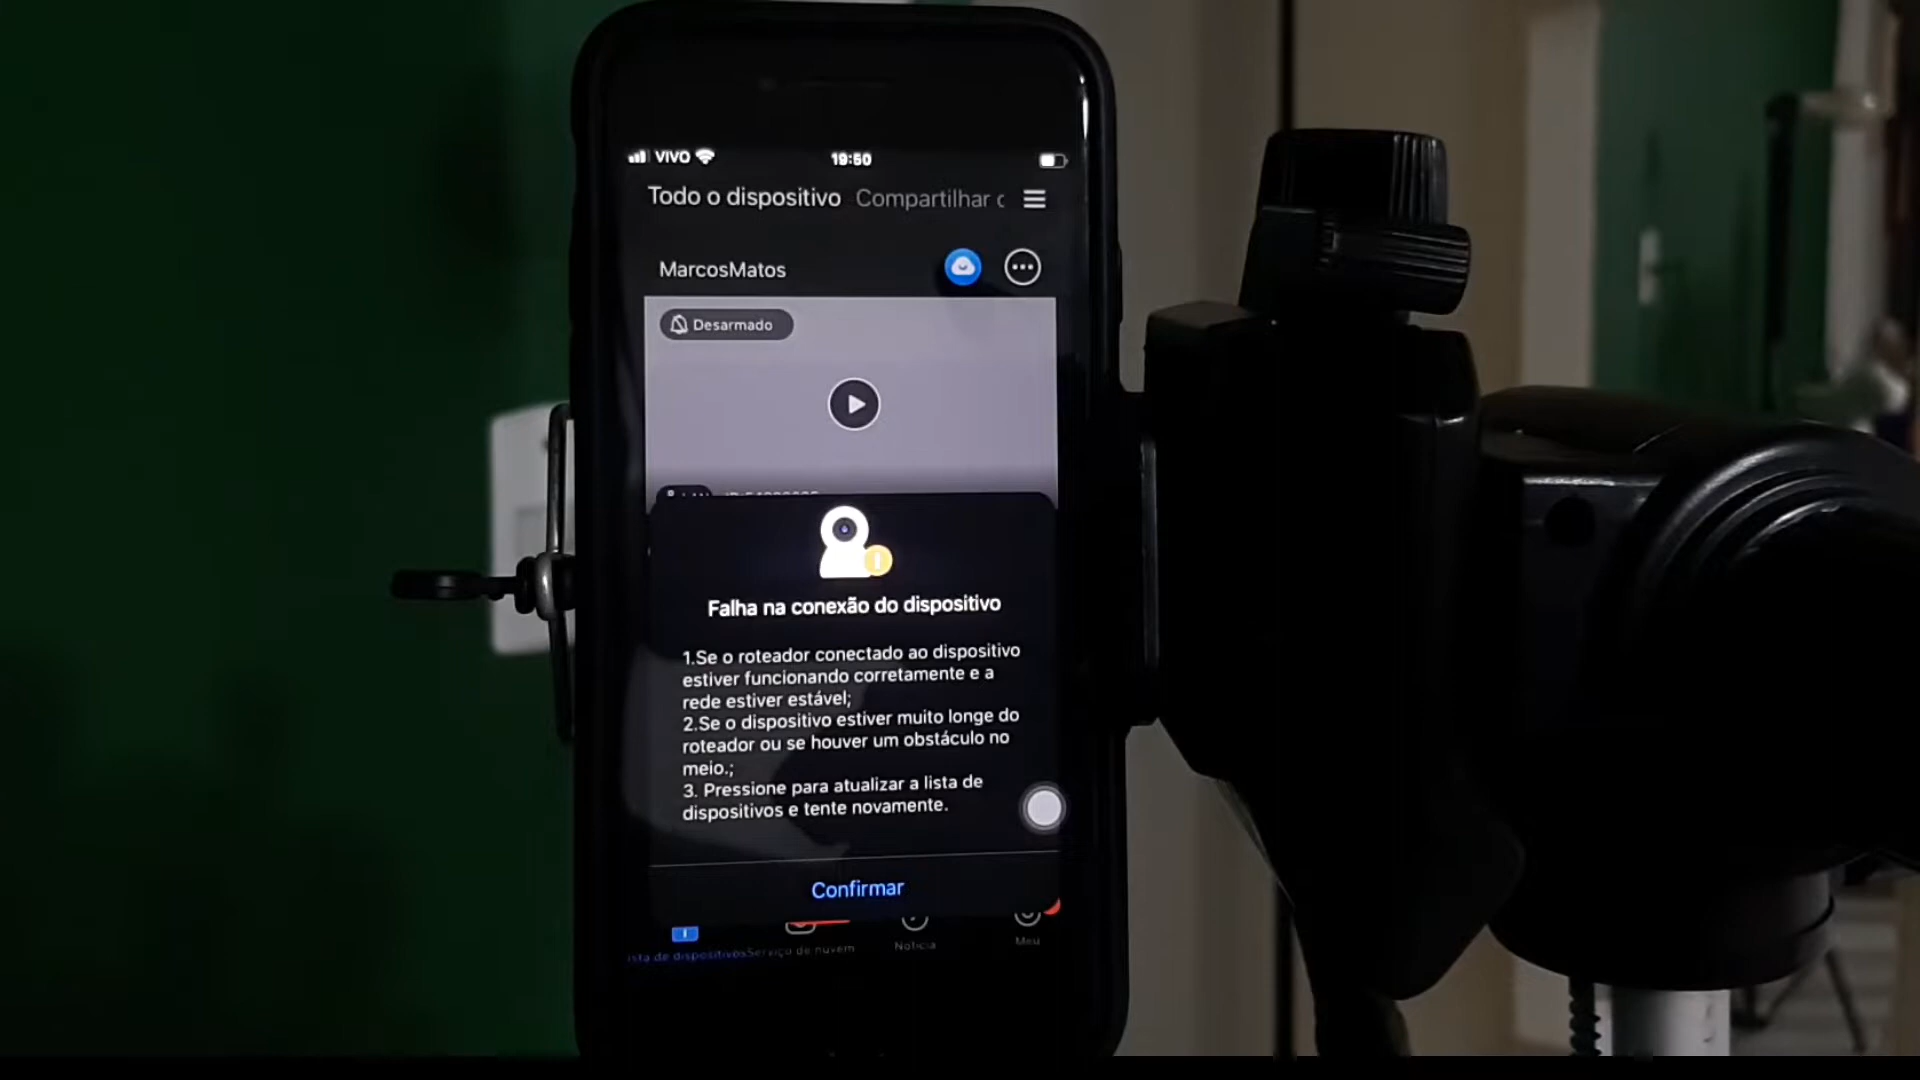 VIVO
19:50
Todo o dispositivo Compartilhar
MarcosMatos
Desarmado
Falha na conexão do dispositivo
1.Se o roteador conectado ao dispositivo
estiver funcionando corretamente e a
rede estiver estável;
2.Se o dispositivo estiver muito longe do
roteador ou se houver um obstáculo no
meio.;
3. Pressione para atualizar a lista de
dispositivos e tente novamente.
Confirmar
ista de dispositivos Serviço de nuvem Notícia Meu